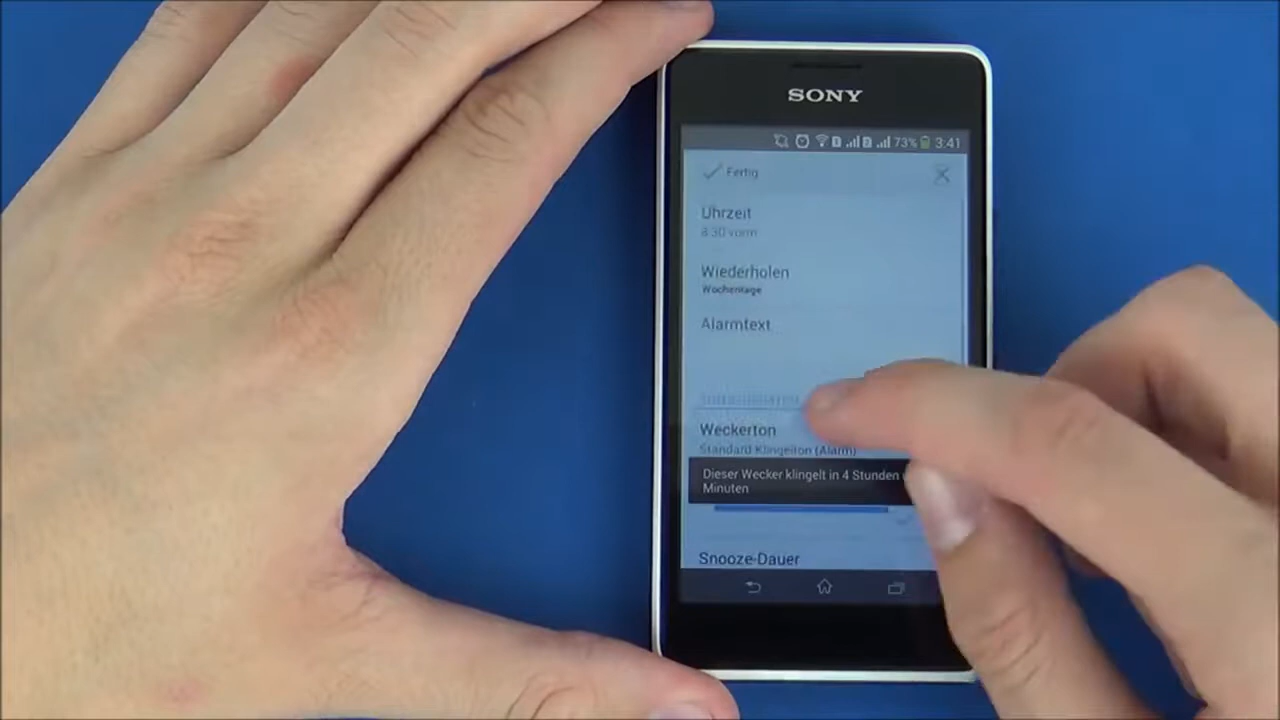 SONY
73% 3:41
Fertig
Uhrzeit
8:30 vorm
Wiederholen
Wochentage
Alarmtext
Weckerton
Standard Klingelton (Alarm)
Dieser Wecker klingelt in 4 Stunden
Minuten
Snooze-Dauer